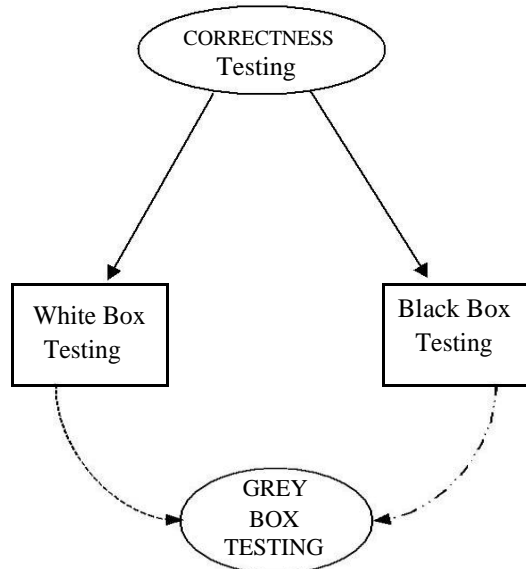 CORRECTNESS
Testing
White Box
Testing
Black Box
Testing
GREY
BOX
TESTING